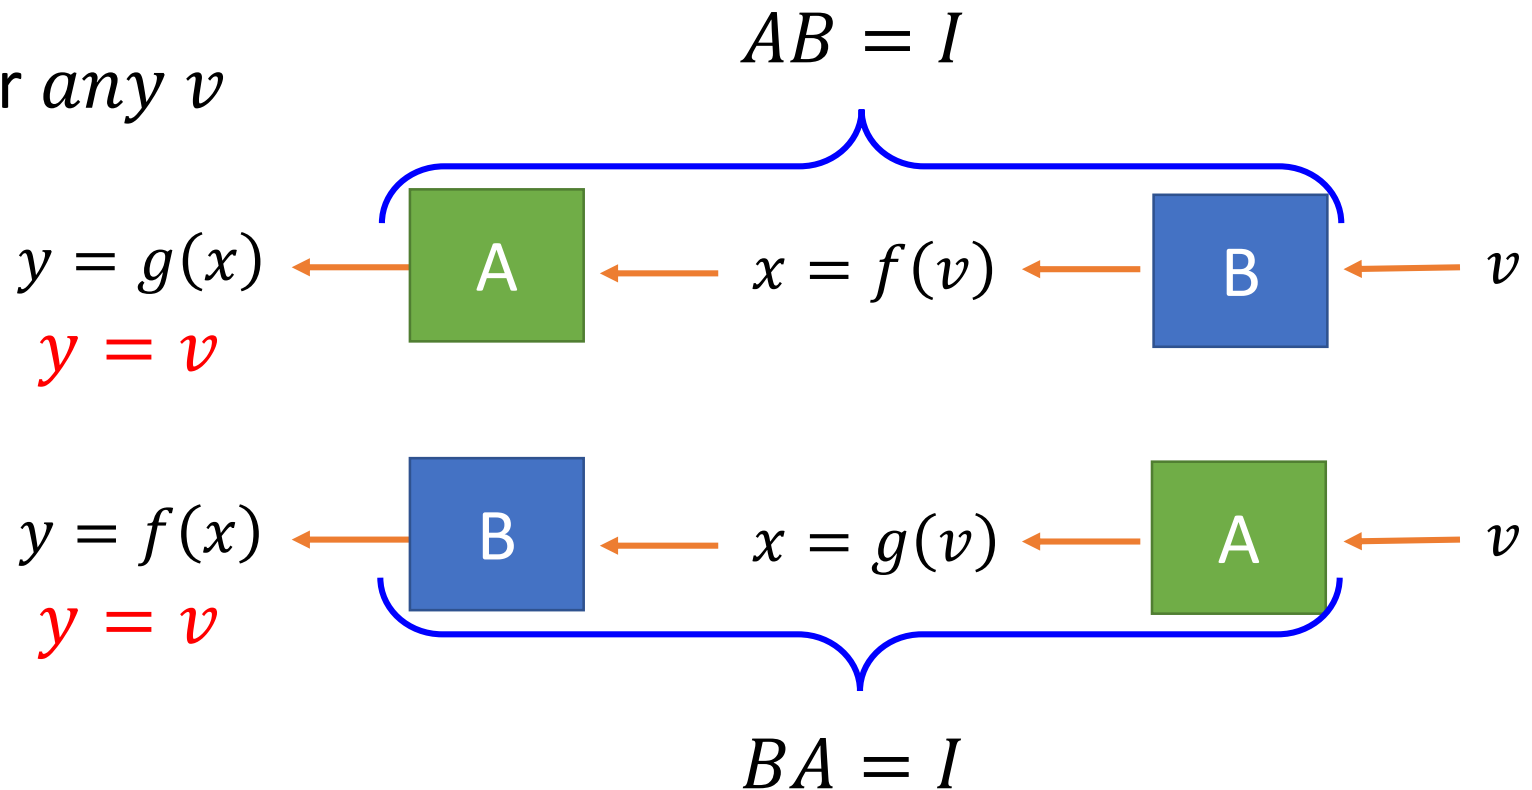 AB = I
r any v
y = g(x) A x = f(v) B v
y = v
y = f(x) B x = g(v) A v
y = v
BA = I